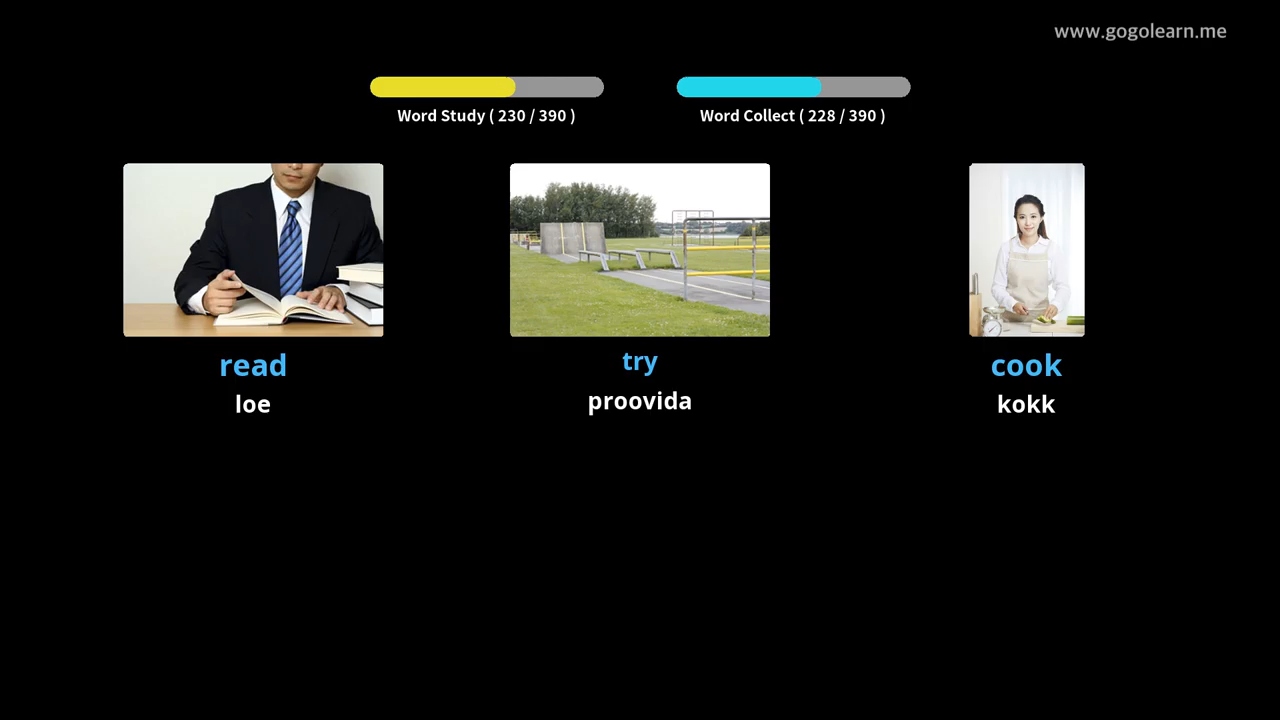 www.gogolearn.me
Word Study ( 230 / 390 )
Word Collect ( 228 / 390 )
read
try
cook
loe
proovida
kokk